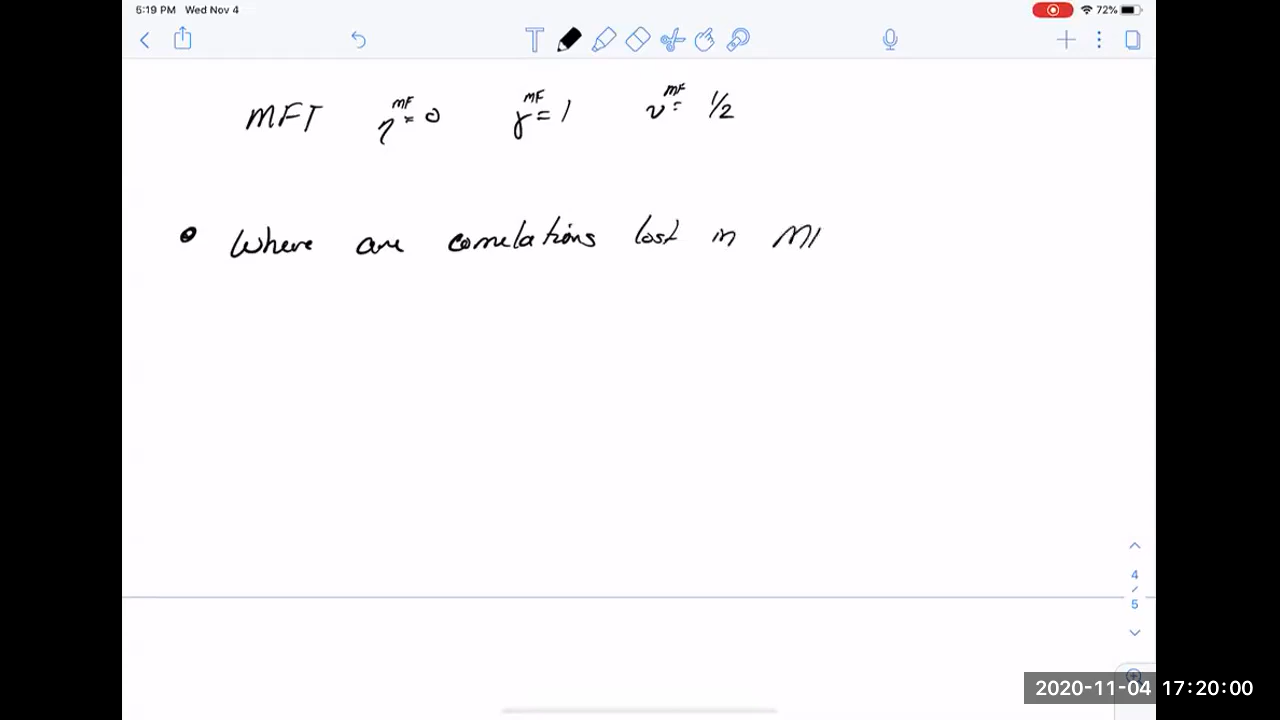 5:19 PM Wed Nov 4
72%
T
MFT η^MF = 0 γ^MF = 1 ν^MF = 1/2
• Where are correlations lost in M
4
/
5
2020-11-04 17:20:00